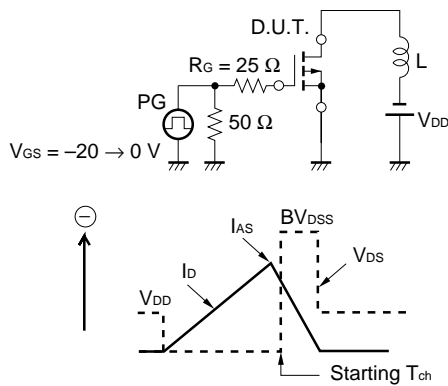 D.U.T.
L
RG = 25 Ω
PG
50 Ω
VDD
VGS = –20 → 0 V
⊖
BVDSS
IAS
ID
VDS
VDD
Starting Tch